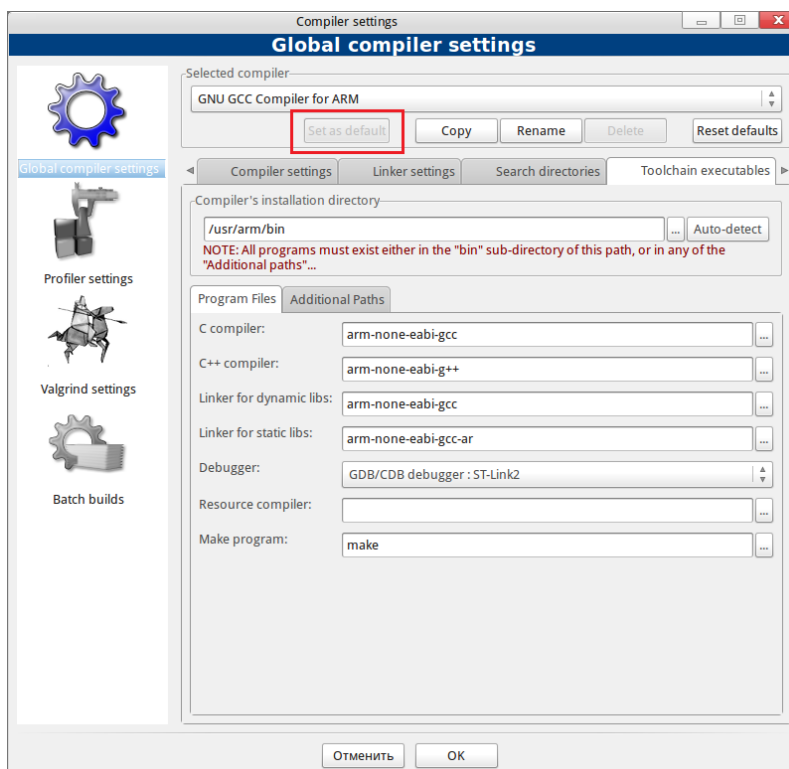 Compiler settings
Global compiler settings
Selected compiler
GNU GCC Compiler for ARM
Set as default
Copy
Rename
Delete
Reset defaults
Global compiler settings
Profiler settings
Valgrind settings
Batch builds
Compiler settings
Linker settings
Search directories
Toolchain executables
Compiler's installation directory
/usr/arm/bin
...
Auto-detect
NOTE: All programs must exist either in the "bin" sub-directory of this path, or in any of the
"Additional paths"...
Program Files
Additional Paths
C compiler:
arm-none-eabi-gcc
...
C++ compiler:
arm-none-eabi-g++
...
Linker for dynamic libs:
arm-none-eabi-gcc
...
Linker for static libs:
arm-none-eabi-gcc-ar
...
Debugger:
GDB/CDB debugger : ST-Link2
Resource compiler:
...
Make program:
make
...
Отменить
OK